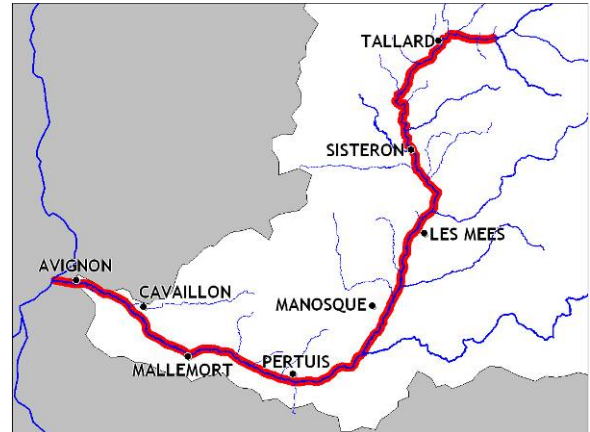 TALLARD
SISTERON
LES MEES
AVIGNON
CAVAILLON
MANOSQUE
MALLEMORT
PERTUIS